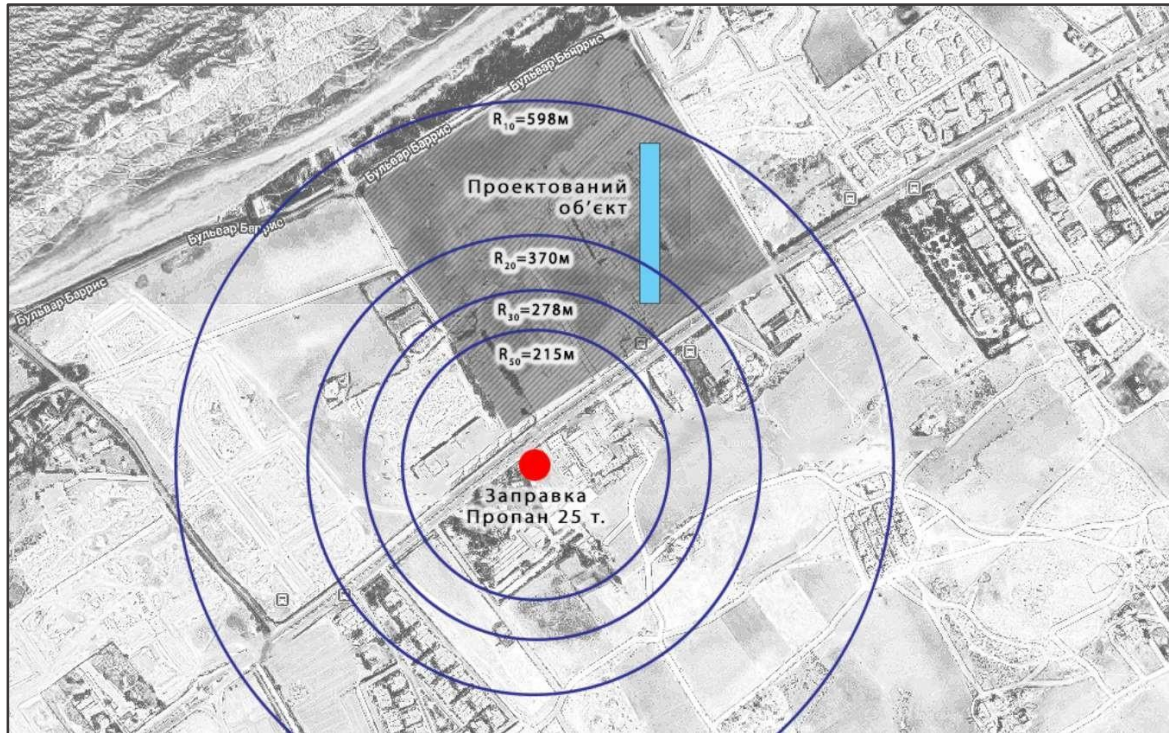 Бульвар Бьяррис
R₁₀=598м
Бульвар Баррис
Проектований
об'єкт
Бульвар Баррис
R₂₀=370м
Бульвар Баррис
R₃₀=278м
R₅₀=215м
Заправка
Пропан 25 т.